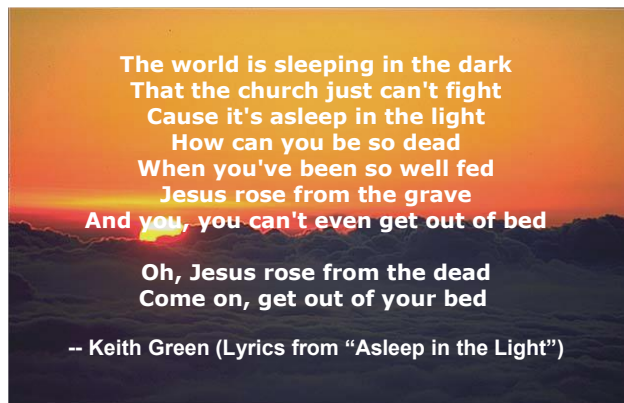 The world is sleeping in the dark
That the church just can't fight
Cause it's asleep in the light
How can you be so dead
When you've been so well fed
Jesus rose from the grave
And you, you can't even get out of bed
Oh, Jesus rose from the dead
Come on, get out of your bed
-- Keith Green (Lyrics from “Asleep in the Light”)